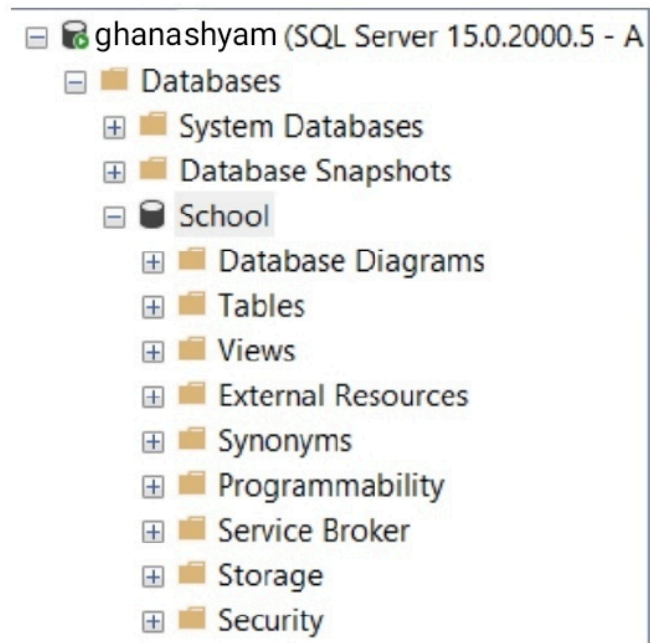 ghanashyam (SQL Server 15.0.2000.5 - A
Databases
System Databases
Database Snapshots
School
Database Diagrams
Tables
Views
External Resources
Synonyms
Programmability
Service Broker
Storage
Security